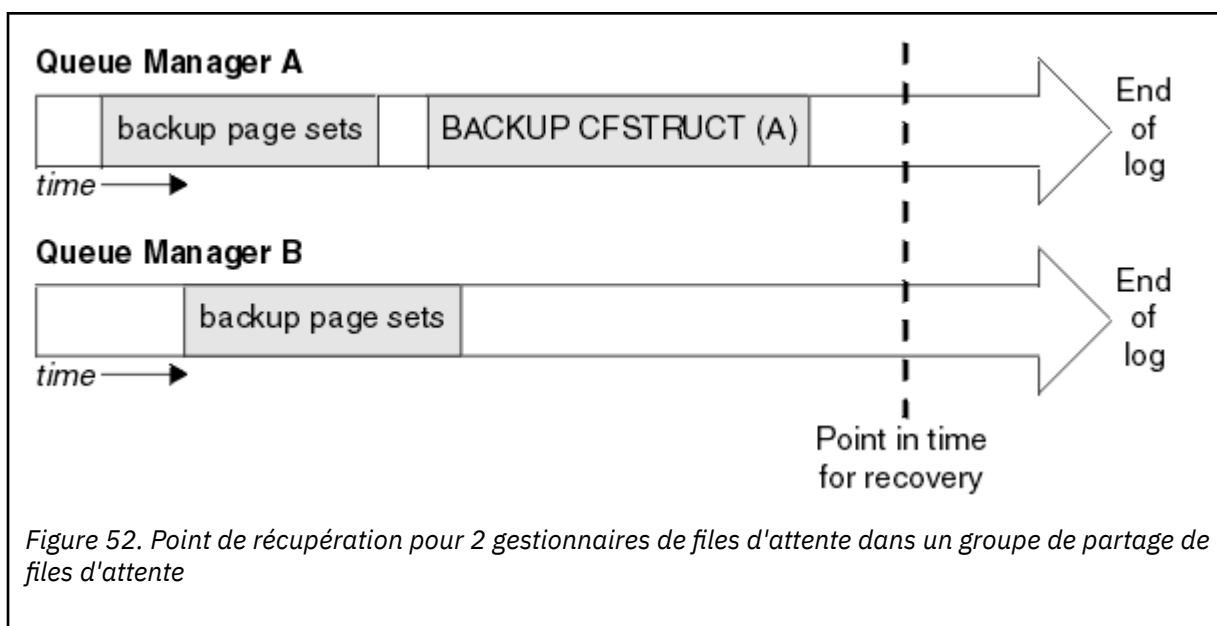 Queue Manager A
backup page sets
BACKUP CFSTRUCT (A)
End
of
log
time
Queue Manager B
backup page sets
End
of
log
time
Point in time
for recovery
Figure 52. Point de récupération pour 2 gestionnaires de files d'attente dans un groupe de partage de
files d'attente